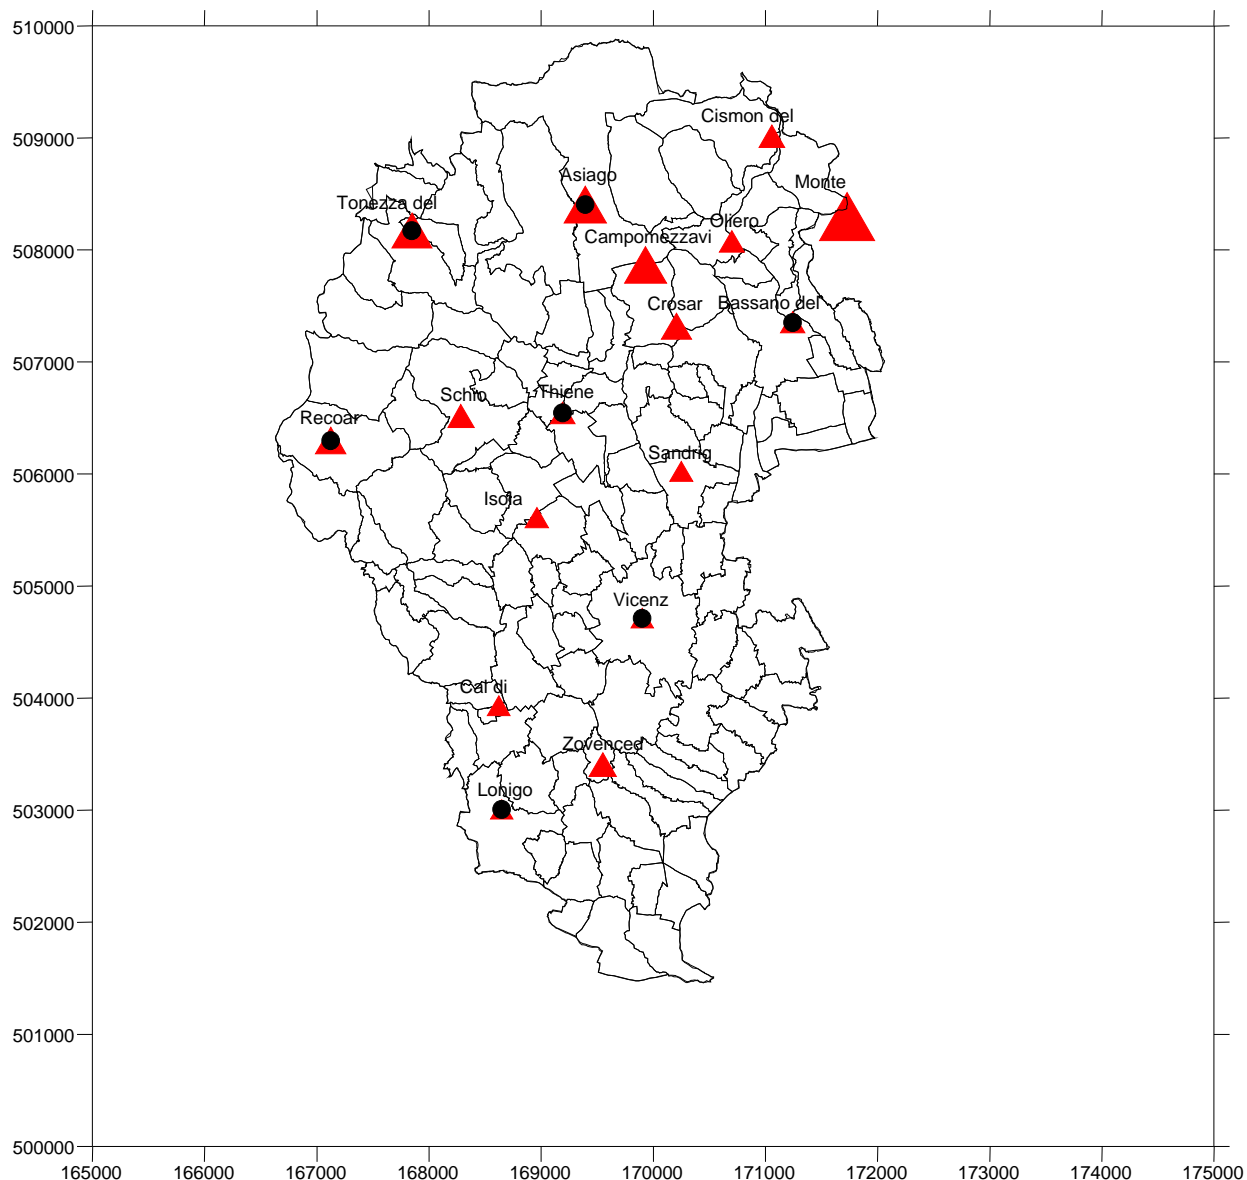 510000
509000
508000
507000
506000
505000
504000
503000
502000
501000
500000
Cismon del
Asiago
Monte
Tonezza del
Oliero
Campomezzavi
Crosar
Bassano del
Schio
Thiene
Recoar
Sandrig
Isola
Vicenz
Cal di
Zovenced
Lonigo
165000 166000 167000 168000 169000 170000 171000 172000 173000 174000 175000